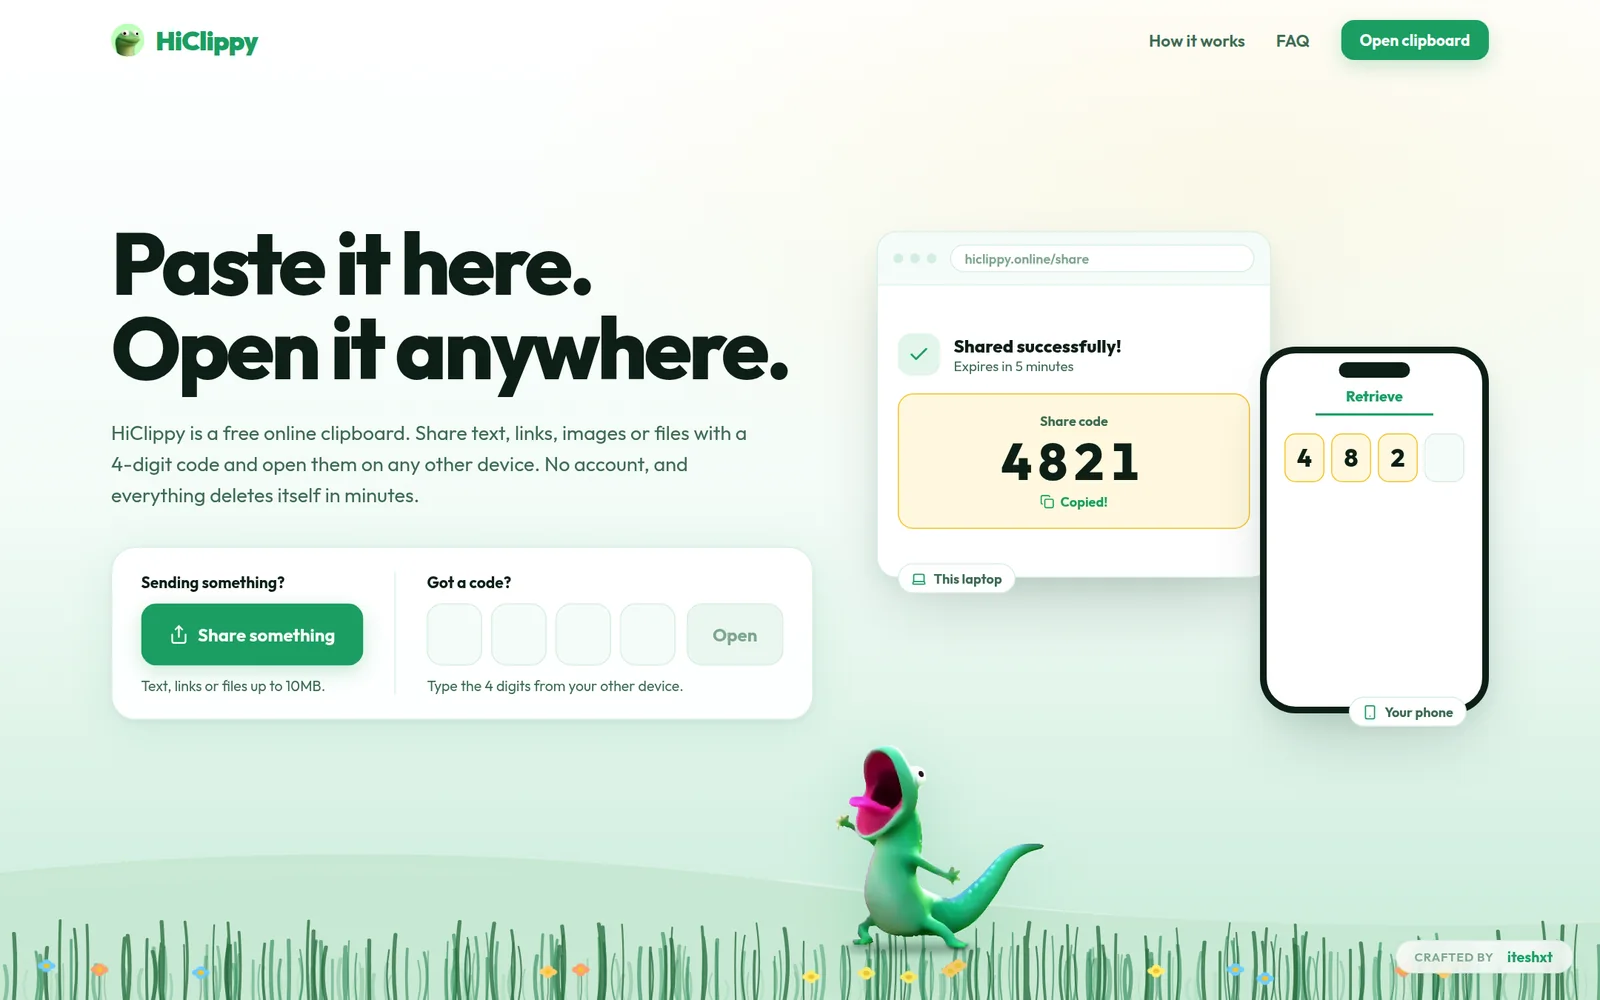 HiClippy
How it works
FAQ
Open clipboard
Paste it here.
Open it anywhere.
HiClippy is a free online clipboard. Share text, links, images or files with a
4-digit code and open them on any other device. No account, and
everything deletes itself in minutes.
Sending something?
Share something
Text, links or files up to 10MB.
Got a code?
Open
Type the 4 digits from your other device.
hiclippy.online/share
Shared successfully!
Expires in 5 minutes
Share code
4821
Copied!
This laptop
Retrieve
4 8 2
Your phone
CRAFTED BY iteshxt